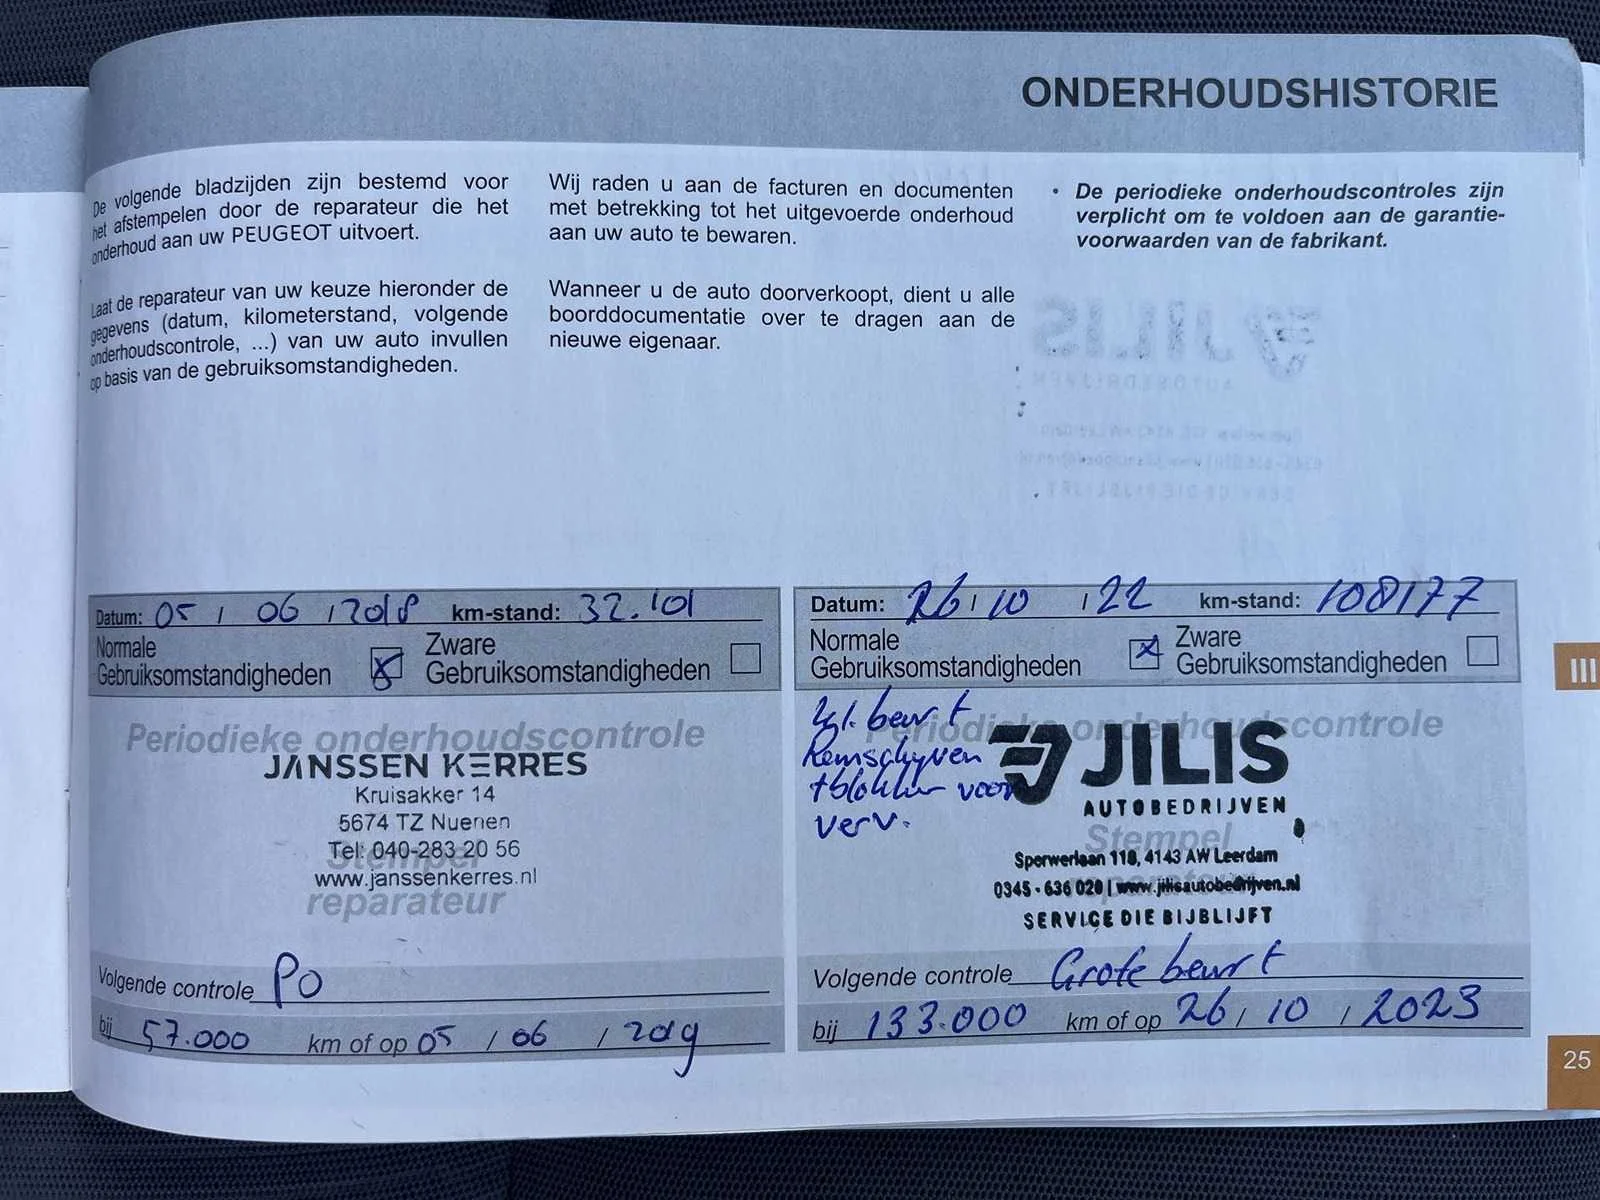 ONDERHOUDSHISTORIE
De volgende bladzijden zijn bestemd voor
het afstempelen door de reparateur die het
onderhoud aan uw PEUGEOT uitvoert.
Laat de reparateur van uw keuze hieronder de
gegevens (datum, kilometerstand, volgende
onderhoudscontrole, ...) van uw auto invullen
op basis van de gebruiksomstandigheden.
Wij raden u aan de facturen en documenten
met betrekking tot het uitgevoerde onderhoud
aan uw auto te bewaren.
Wanneer u de auto doorverkoopt, dient u alle
boorddocumentatie over te dragen aan de
nieuwe eigenaar.
• De periodieke onderhoudscontroles zijn
verplicht om te voldoen aan de garantie-
voorwaarden van de fabrikant.
Datum: 05 / 06 / 2018 km-stand: 32.101
Normale
Gebruiksomstandigheden
Zware
Gebruiksomstandigheden
Periodieke onderhoudscontrole
JANSSEN KERRES
Kruisakker 14
5674 TZ Nuenen
Tel: 040-283 20 56
www.janssenkerres.nl
Stempel
reparateur
Volgende controle PO
bij 57.000 km of op 05 / 06 / 2019
Datum: 26 / 10 / 22 km-stand: 108177
Normale
Gebruiksomstandigheden
Zware
Gebruiksomstandigheden
beurt
Periodieke onderhoudscontrole
Remschyven
+ blokken voor
verv.
JILIS
AUTOBEDRIJVEN
Stempel
reparateur
Sperwerlaan 118, 4143 AW Leerdam
0345 - 636 020 | www.jilisautobedrijven.nl
SERVICE DIE BIJBLIJFT
Volgende controle Grote beurt
bij 133.000 km of op 26 / 10 / 2023
III
25